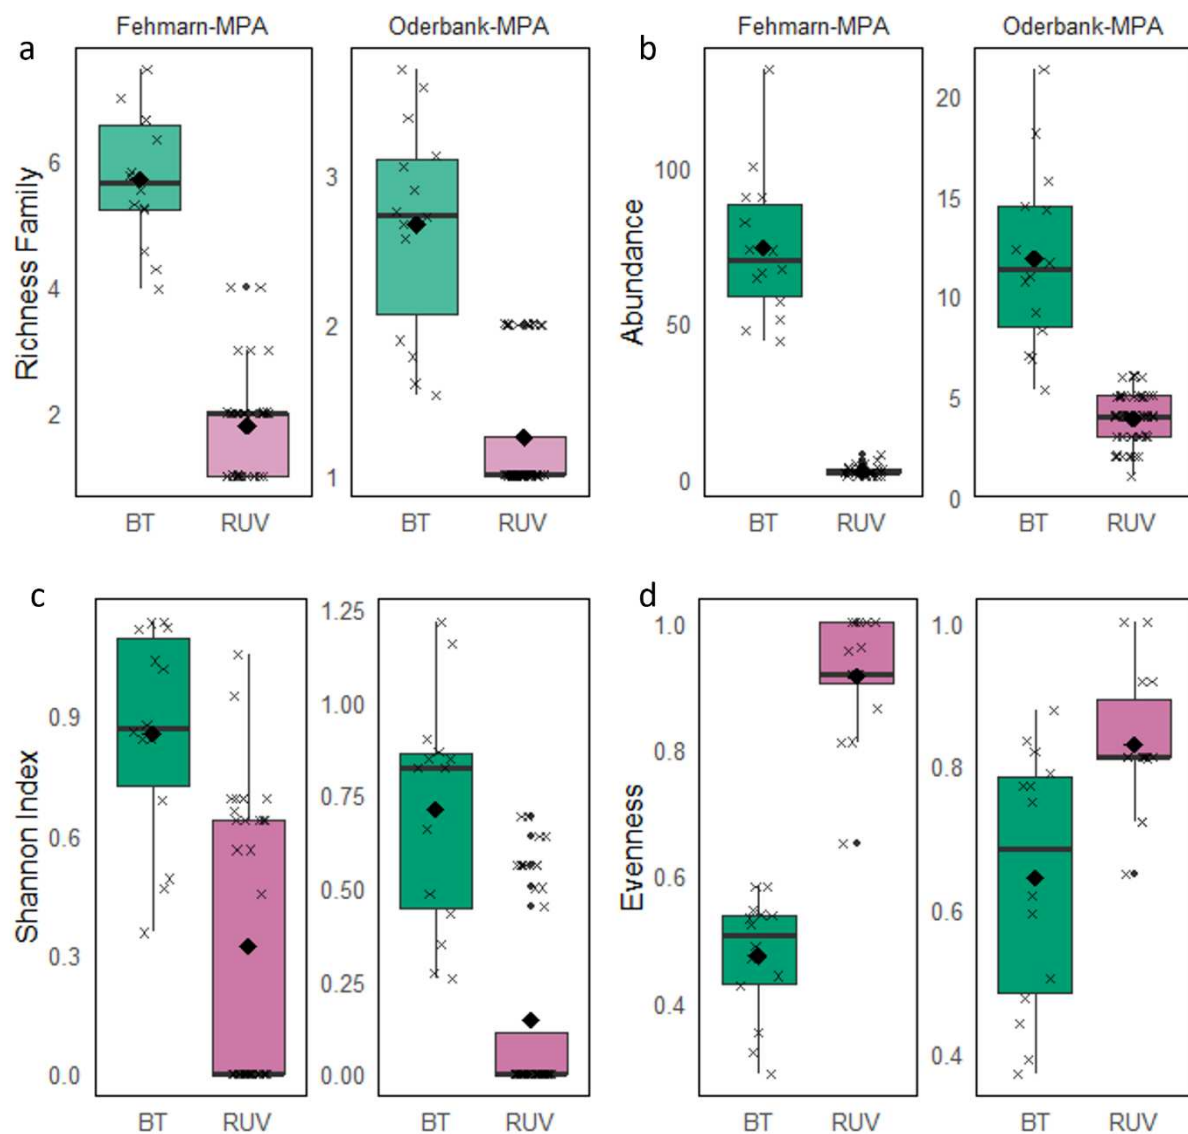 a
Fehmarn-MPA
Oderbank-MPA
Richness Family
6
4
2
3
2
1
BT
RUV
BT
RUV
b
Fehmarn-MPA
Oderbank-MPA
Abundance
100
50
0
20
15
10
5
0
BT
RUV
BT
RUV
c
Shannon Index
0.9
0.6
0.3
0.0
1.25
1.00
0.75
0.50
0.25
0.00
BT
RUV
BT
RUV
d
Evenness
1.0
0.8
0.6
0.4
1.0
0.8
0.6
0.4
BT
RUV
BT
RUV